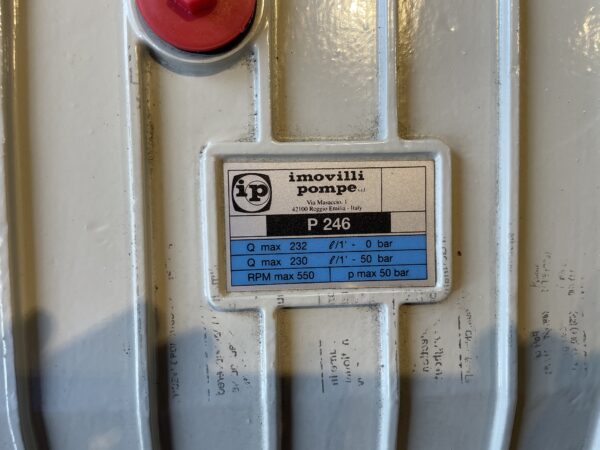 ip
imovilli
pompe s.r.l.
Via Masaccio, 1
42100 Reggio Emilia - Italy
P 246
Q max 232 ℓ/1' - 0 bar
Q max 230 ℓ/1' - 50 bar
RPM max 550 p max 50 bar